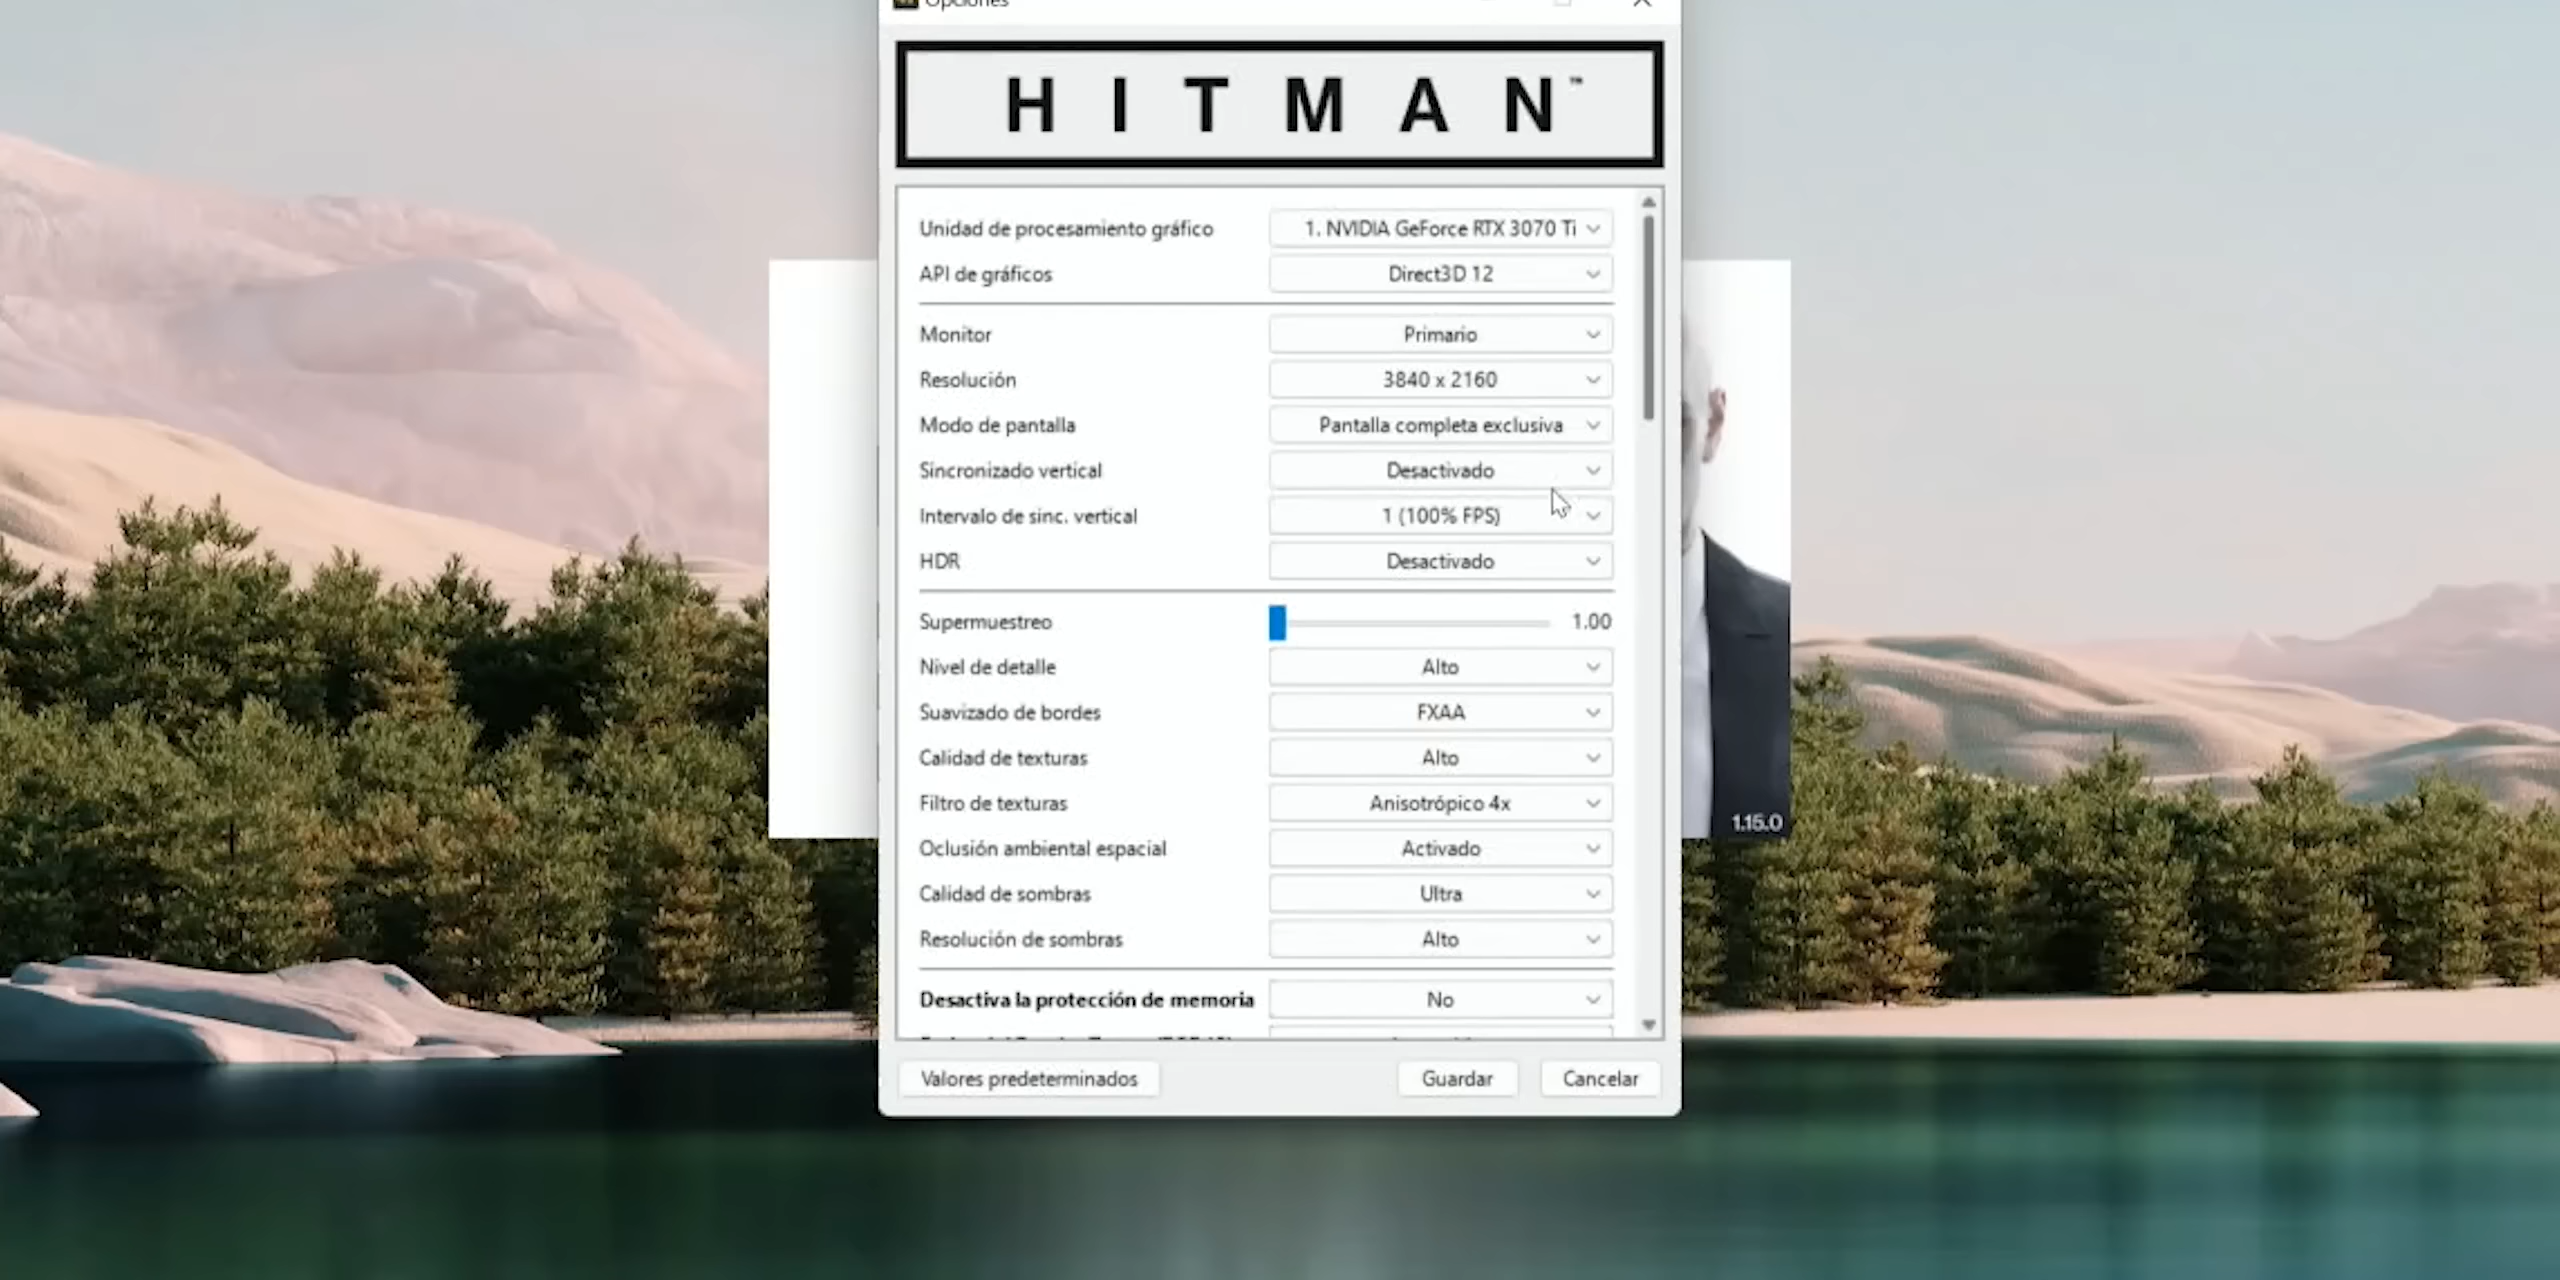 Opciones
HITMAN™
Unidad de procesamiento gráfico 1. NVIDIA GeForce RTX 3070 Ti
API de gráficos Direct3D 12
Monitor Primario
Resolución 3840 x 2160
Modo de pantalla Pantalla completa exclusiva
Sincronizado vertical Desactivado
Intervalo de sinc. vertical 1 (100% FPS)
HDR Desactivado
Supermuestreo 1.00
Nivel de detalle Alto
Suavizado de bordes FXAA
Calidad de texturas Alto
Filtro de texturas Anisotrópico 4x
1.15.0
Oclusión ambiental espacial Activado
Calidad de sombras Ultra
Resolución de sombras Alto
Desactiva la protección de memoria No
Valores predeterminados Guardar Cancelar